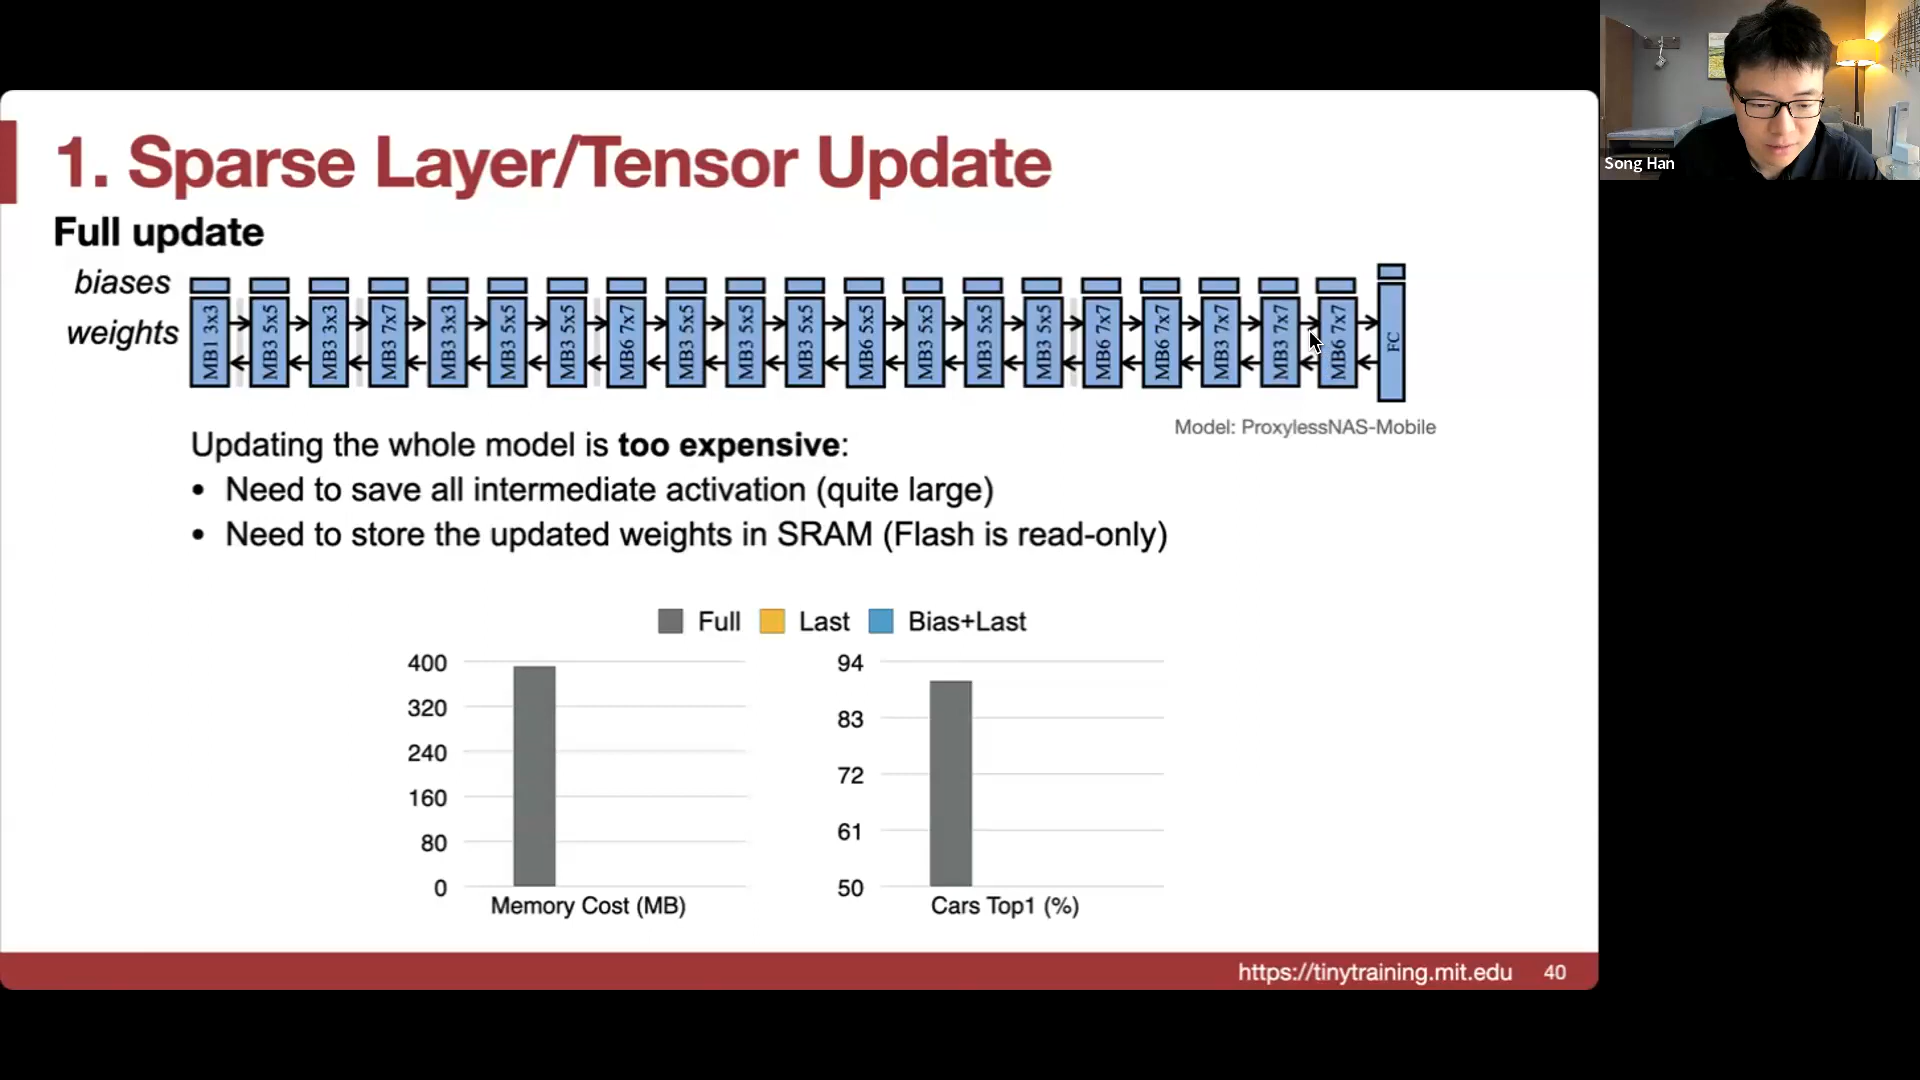 1. Sparse Layer/Tensor Update
Song Han
Full update
biases
weights
MB1 3x3 MB3 5x5 MB3 3x3 MB3 7x7 MB3 3x3 MB3 5x5 MB3 5x5 MB6 7x7 MB3 5x5 MB3 5x5 MB3 5x5 MB6 5x5 MB3 5x5 MB3 5x5 MB3 5x5 MB6 7x7 MB6 7x7 MB3 7x7 MB3 7x7 MB6 7x7 FC
Model: ProxylessNAS-Mobile
Updating the whole model is too expensive:
• Need to save all intermediate activation (quite large)
• Need to store the updated weights in SRAM (Flash is read-only)
Full Last Bias+Last
400
320
240
160
80
0
Memory Cost (MB)
94
83
72
61
50
Cars Top1 (%)
https://tinytraining.mit.edu 40